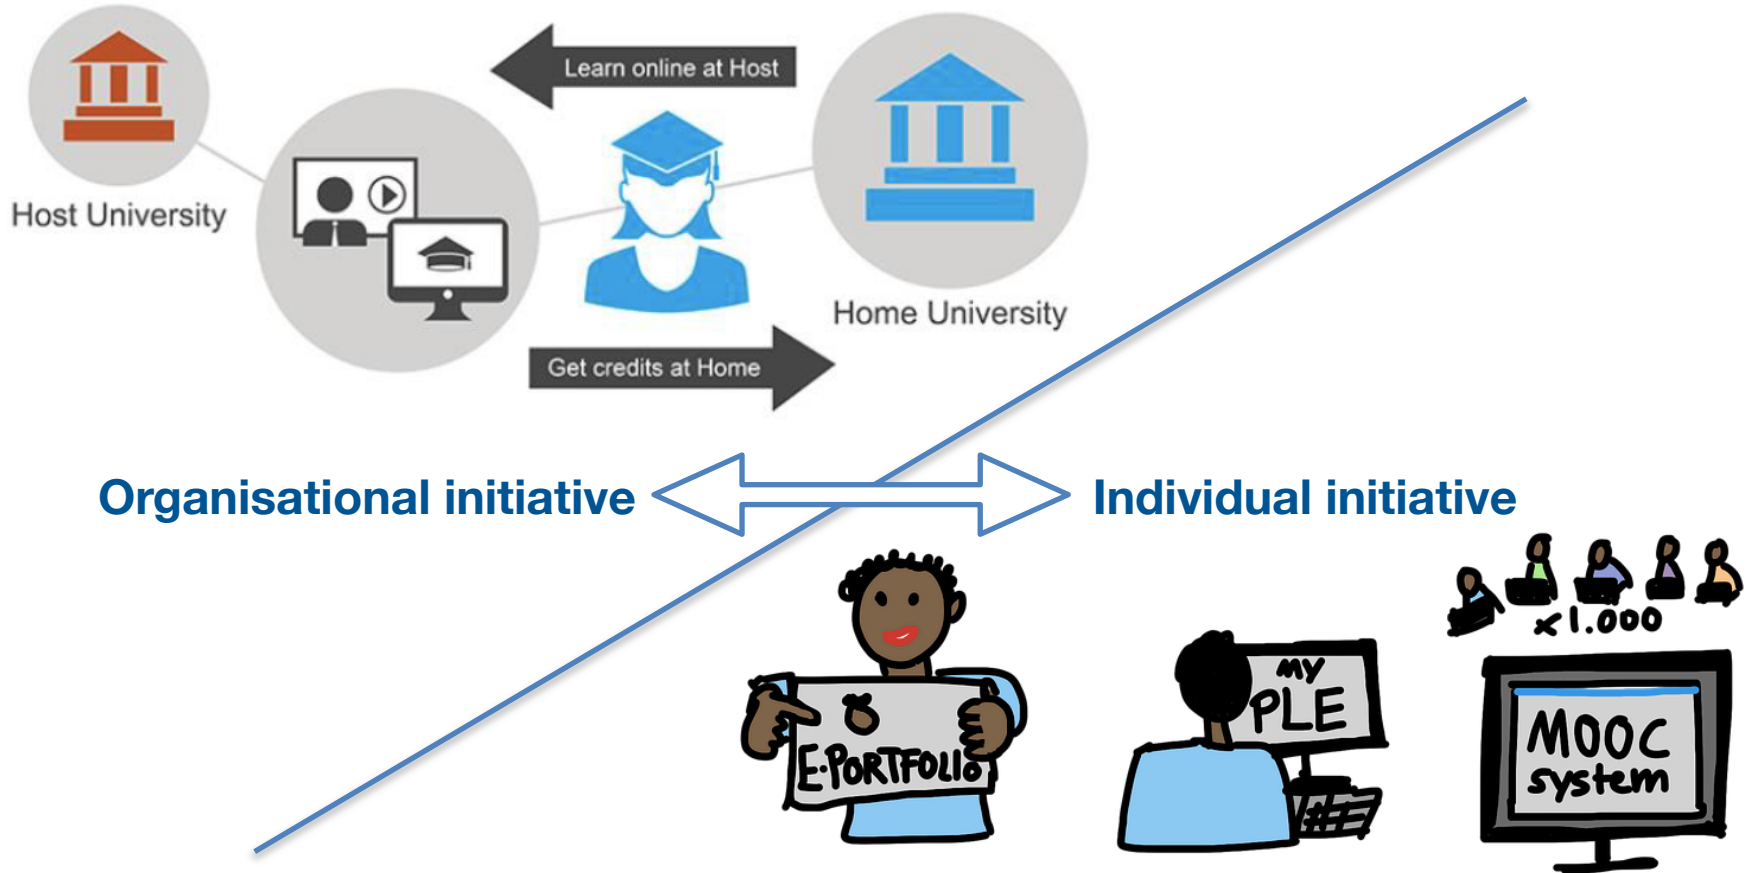 Learn online at Host
Host University
Home University
Get credits at Home
Organisational initiative
Individual initiative
x1.000
MY
PLE
E-PORTFOLIO
MOOC
system